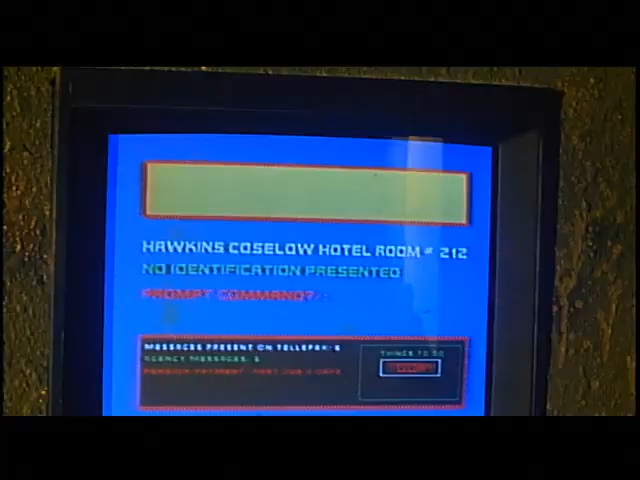 HAWKINS COSELOW HOTEL ROOM # 212
NO IDENTIFICATION PRESENTED
PROMPT COMMAND?
MESSAGES PRESENT ON TELLEPAK: 6
AGENCY MESSAGES: 6
THINGS TO DO